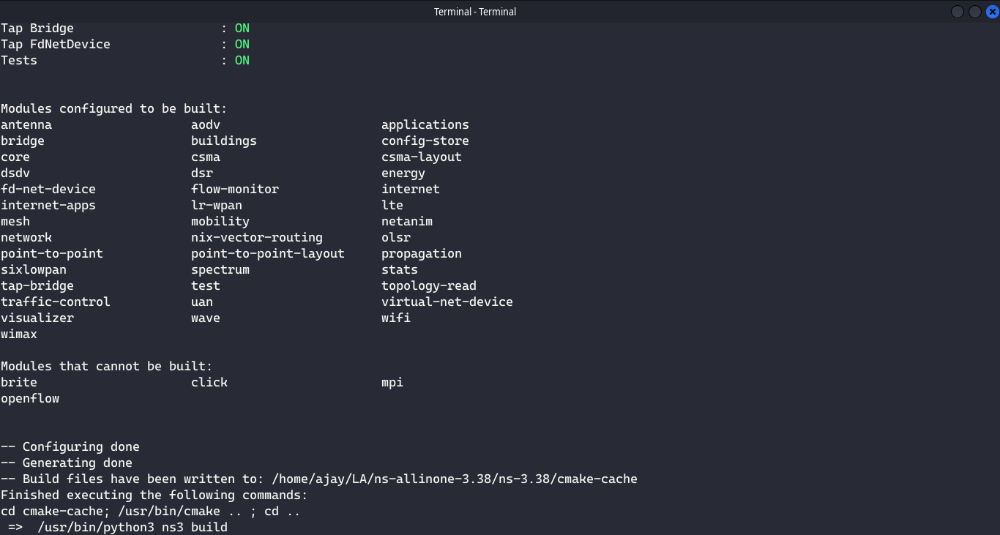 Terminal - Terminal
Tap Bridge                    : ON
Tap FdNetDevice               : ON
Tests                         : ON
Modules configured to be built:
antenna                   aodv                      applications
bridge                    buildings                 config-store
core                      csma                      csma-layout
dsdv                      dsr                       energy
fd-net-device             flow-monitor              internet
internet-apps             lr-wpan                   lte
mesh                      mobility                  netanim
network                   nix-vector-routing        olsr
point-to-point            point-to-point-layout     propagation
sixlowpan                 spectrum                  stats
tap-bridge                test                      topology-read
traffic-control           uan                       virtual-net-device
visualizer                wave                      wifi
wimax
Modules that cannot be built:
brite                     click                     mpi
openflow
-- Configuring done
-- Generating done
-- Build files have been written to: /home/ajay/LA/ns-allinone-3.38/ns-3.38/cmake-cache
Finished executing the following commands:
cd cmake-cache; /usr/bin/cmake .. ; cd ..
 =>  /usr/bin/python3 ns3 build